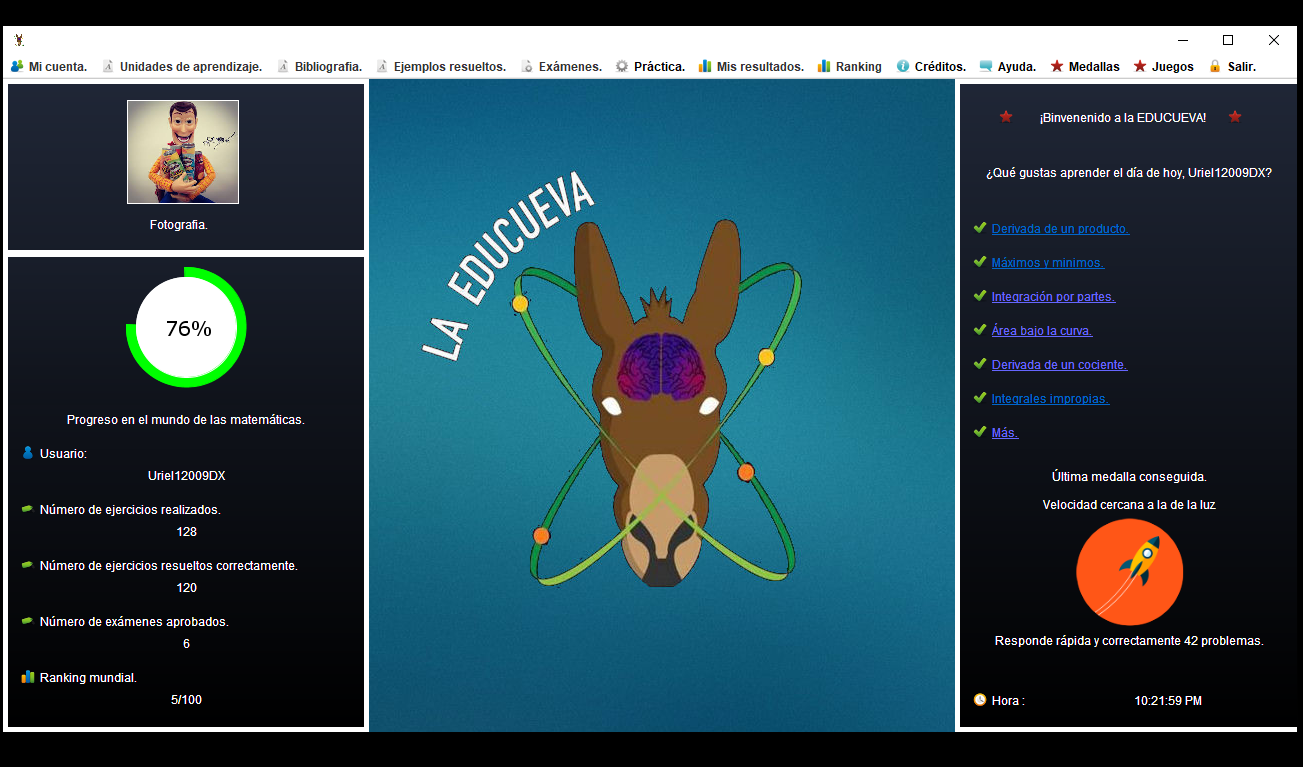 Mi cuenta. Unidades de aprendizaje. Bibliografia. Ejemplos resueltos. Exámenes. Práctica. Mis resultados. Ranking Créditos. Ayuda. Medallas Juegos Salir.
Fotografia.
76%
Progreso en el mundo de las matemáticas.
Usuario:
Uriel12009DX
Número de ejercicios realizados.
128
Número de ejercicios resueltos correctamente.
120
Número de exámenes aprobados.
6
Ranking mundial.
5/100
LA EDUCUEVA
¡Binvenenido a la EDUCUEVA!
¿Qué gustas aprender el día de hoy, Uriel12009DX?
Derivada de un producto.
Máximos y minimos.
Integración por partes.
Área bajo la curva.
Derivada de un cociente.
Integrales impropias.
Más.
Última medalla conseguida.
Velocidad cercana a la de la luz
Responde rápida y correctamente 42 problemas.
Hora : 10:21:59 PM